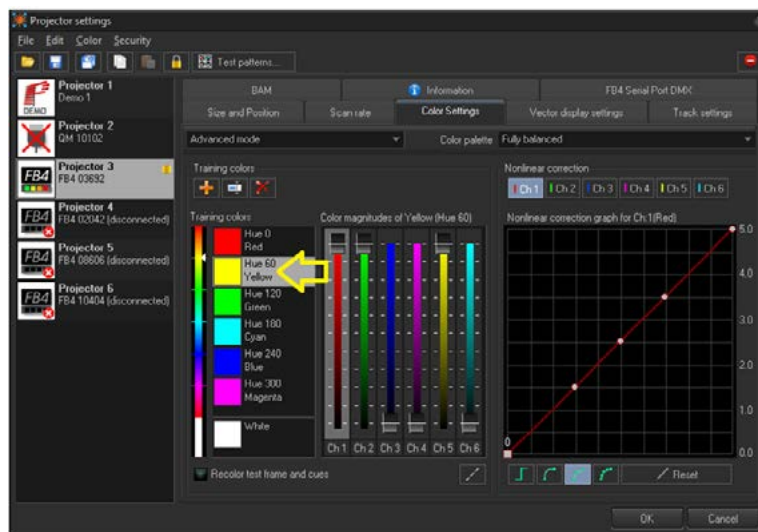 Projector settings
File Edit Color Security
Test patterns...
Projector 1
Demo 1
DEMO
Projector 2
QM 10102
Projector 3
FB4 03692
FB4
Projector 4
FB4 02042 (disconnected)
FB4
Projector 5
FB4 08606 (disconnected)
FB4
Projector 6
FB4 10404 (disconnected)
FB4
BAM Information FB4 Serial Port DMX
Size and Position Scan rate Color Settings Vector display settings Track settings
Advanced mode Color palette Fully balanced
Training colors
Training colors Color magnitudes of Yellow (Hue 60)
Hue 0
Red
Hue 60
Yellow
Hue 120
Green
Hue 180
Cyan
Hue 240
Blue
Hue 300
Magenta
White
Ch 1 Ch 2 Ch 3 Ch 4 Ch 5 Ch 6
Recolor test frame and cues
Nonlinear correction
Ch 1 Ch 2 Ch 3 Ch 4 Ch 5 Ch 6
Nonlinear correction graph for Ch:1(Red)
5.0
4.0
3.0
2.0
1.0
0 0.0
Reset
OK Cancel